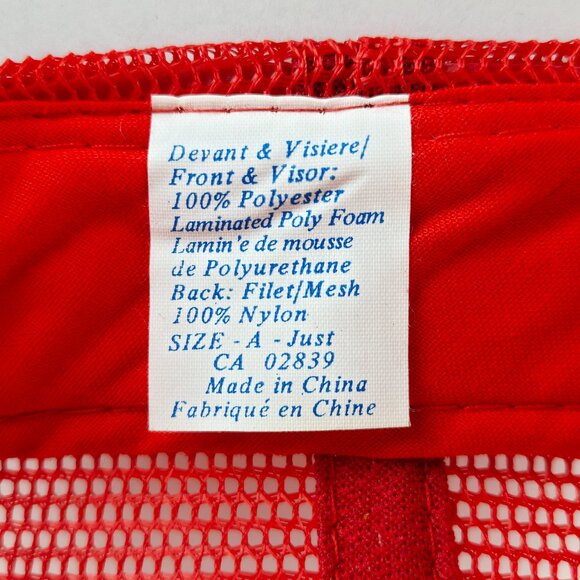 Devant & Visiere/
Front & Visor:
100% Polyester
Laminated Poly Foam
Lamin'e de mousse
de Polyurethane
Back: Filet/Mesh
100% Nylon
SIZE - A - Just
CA 02839
Made in China
Fabriqué en Chine